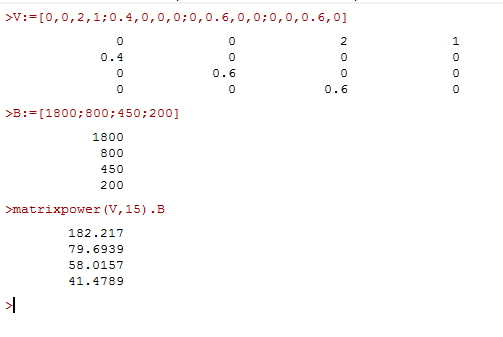 >V:=[0,0,2,1;0.4,0,0,0;0,0.6,0,0;0,0,0.6,0]
0 0 2 1
0.4 0 0 0
0 0.6 0 0
0 0 0.6 0
>B:=[1800;800;450;200]
1800
800
450
200
>matrixpower(V,15).B
182.217
79.6939
58.0157
41.4789
>